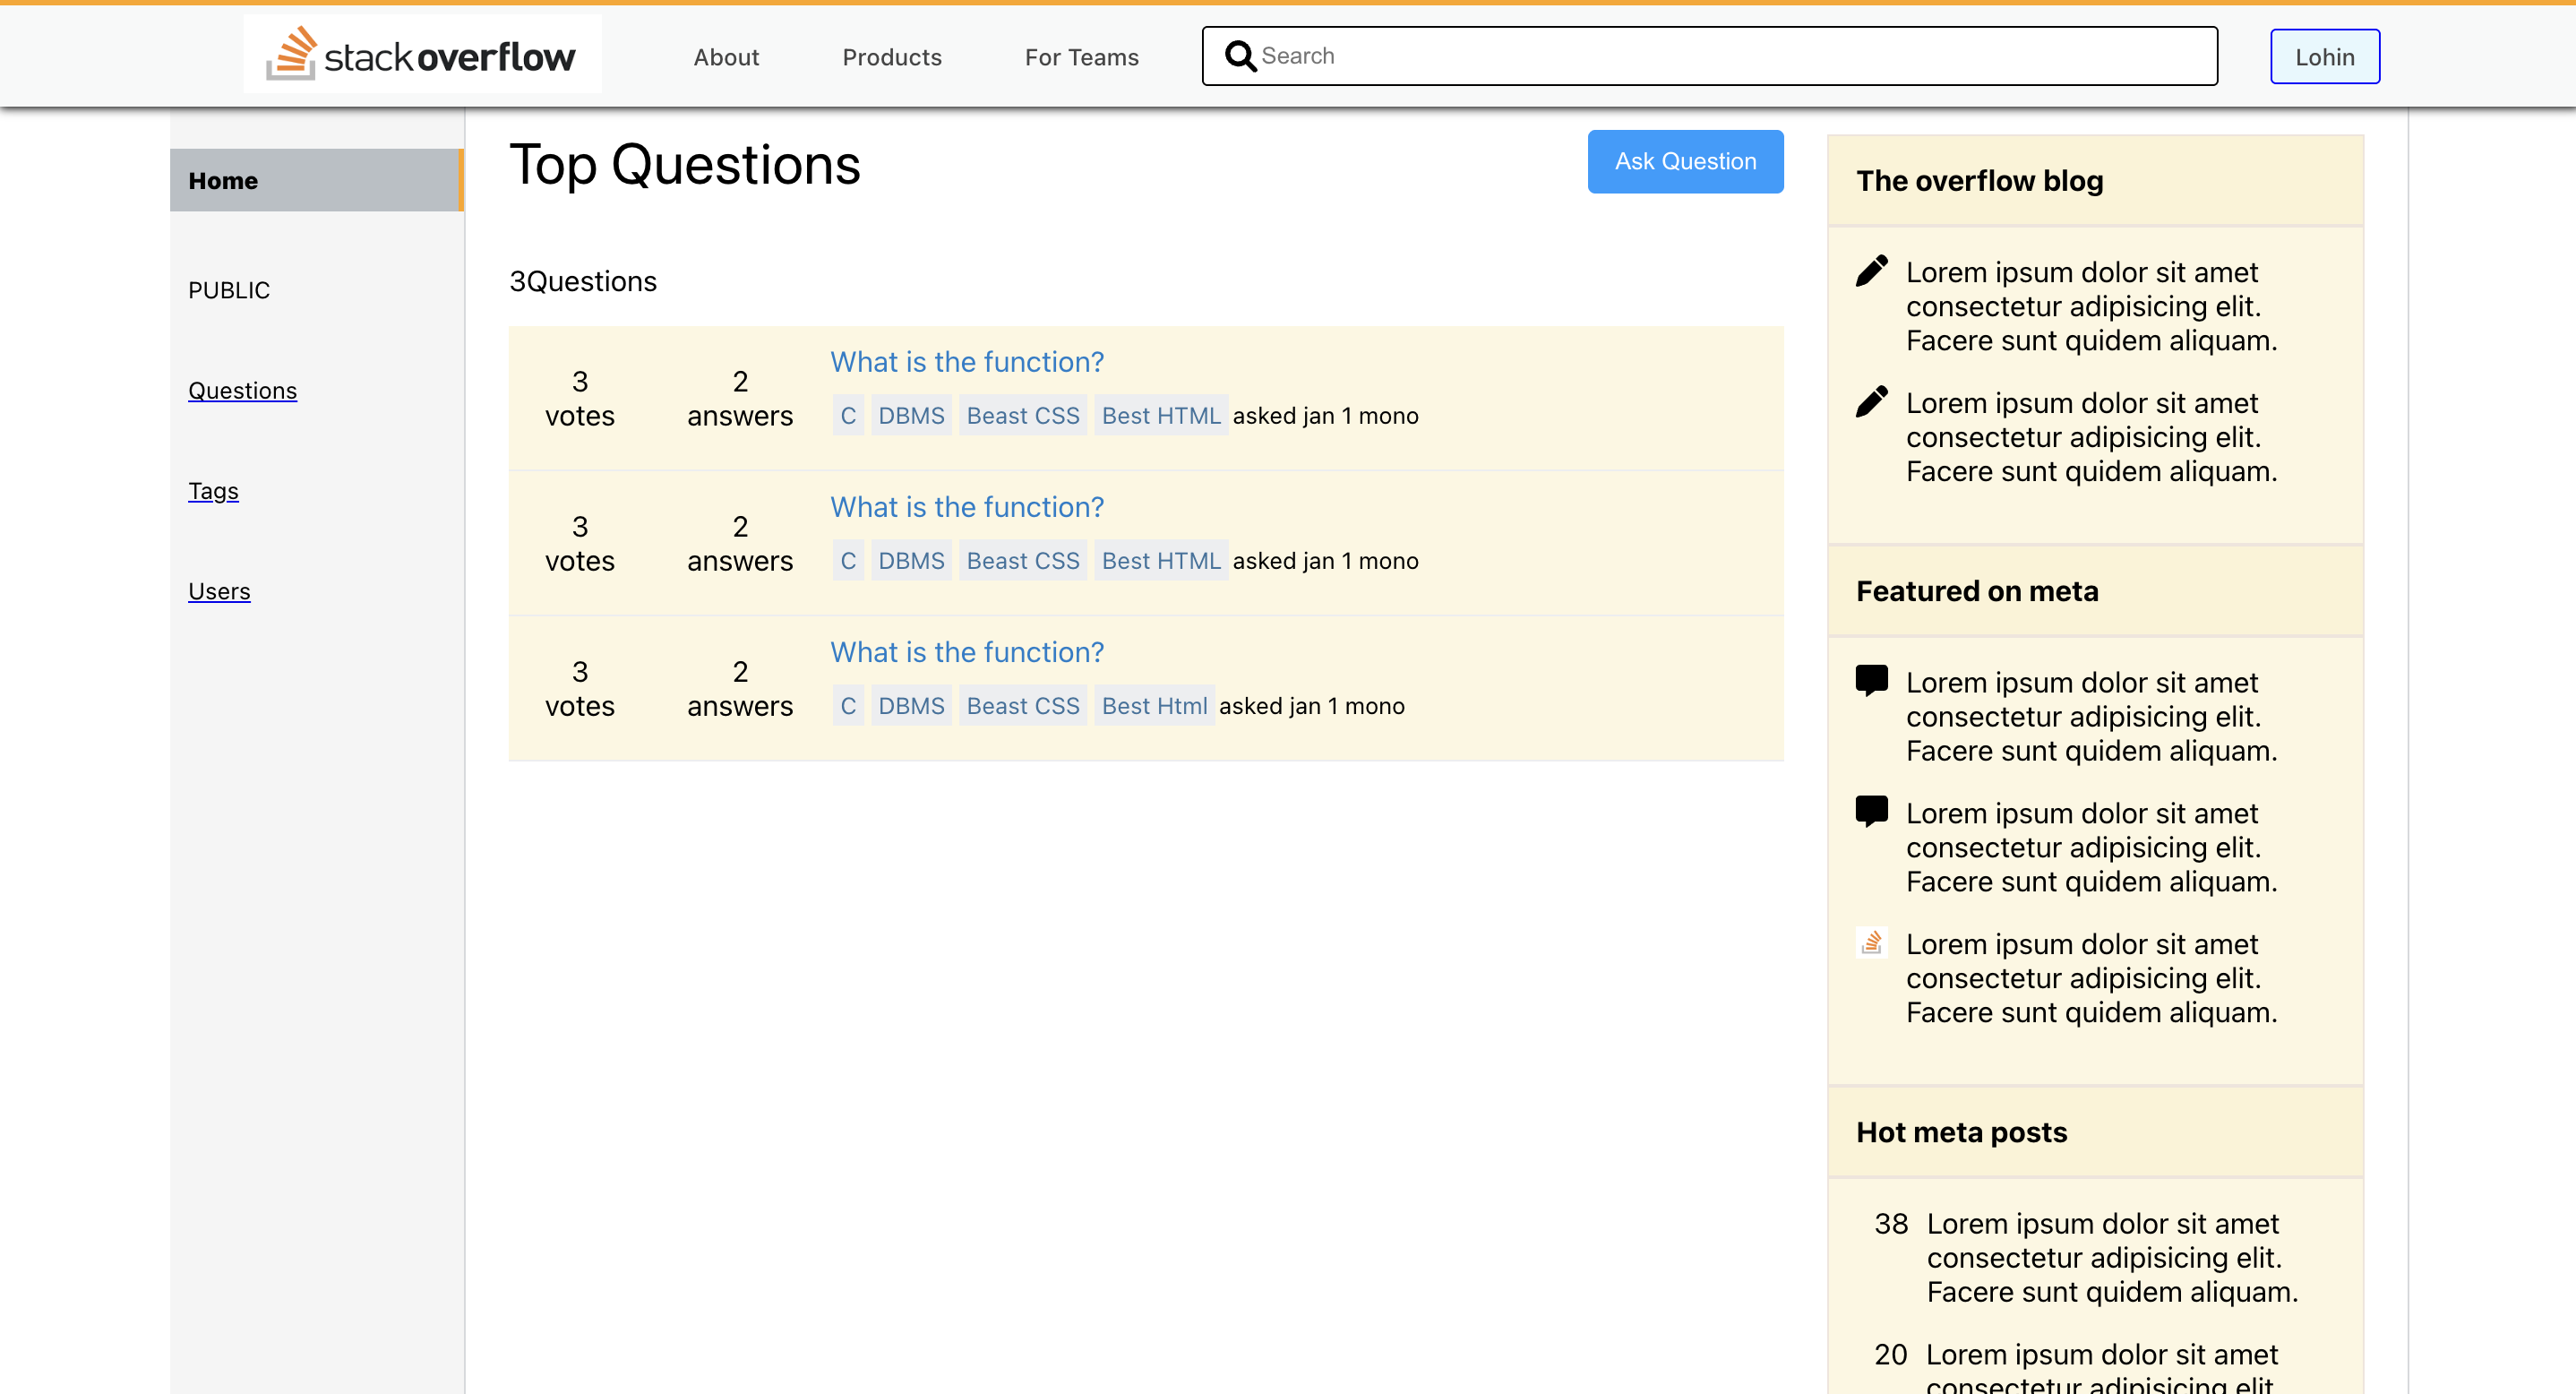 stackoverflow About Products For Teams Search Lohin
Home
PUBLIC
Questions
Tags
Users
Top Questions
Ask Question
3Questions
3 votes
2 answers
What is the function?
C DBMS Beast CSS Best HTML asked jan 1 mono
3 votes
2 answers
What is the function?
C DBMS Beast CSS Best HTML asked jan 1 mono
3 votes
2 answers
What is the function?
C DBMS Beast CSS Best Html asked jan 1 mono
The overflow blog
Lorem ipsum dolor sit amet
consectetur adipisicing elit.
Facere sunt quidem aliquam.
Lorem ipsum dolor sit amet
consectetur adipisicing elit.
Facere sunt quidem aliquam.
Featured on meta
Lorem ipsum dolor sit amet
consectetur adipisicing elit.
Facere sunt quidem aliquam.
Lorem ipsum dolor sit amet
consectetur adipisicing elit.
Facere sunt quidem aliquam.
Lorem ipsum dolor sit amet
consectetur adipisicing elit.
Facere sunt quidem aliquam.
Hot meta posts
38 Lorem ipsum dolor sit amet
consectetur adipisicing elit.
Facere sunt quidem aliquam.
20 Lorem ipsum dolor sit amet
consectetur adipisicing elit.